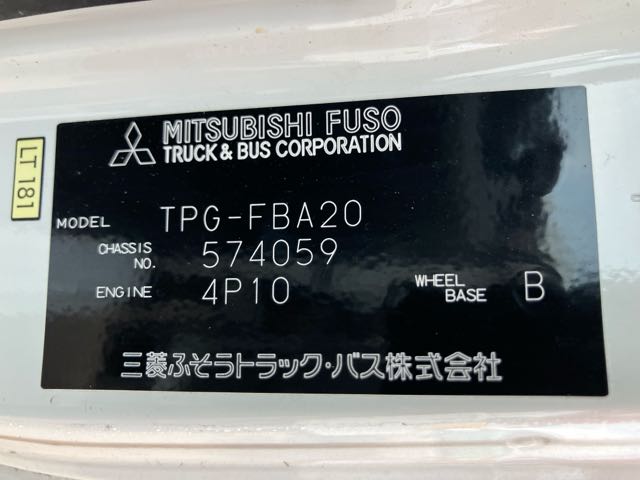 MITSUBISHI FUSO
TRUCK & BUS CORPORATION
LT 181
MODEL TPG-FBA20
CHASSIS NO. 574059
ENGINE 4P10 WHEEL BASE B
三菱ふそうトラック・バス株式会社